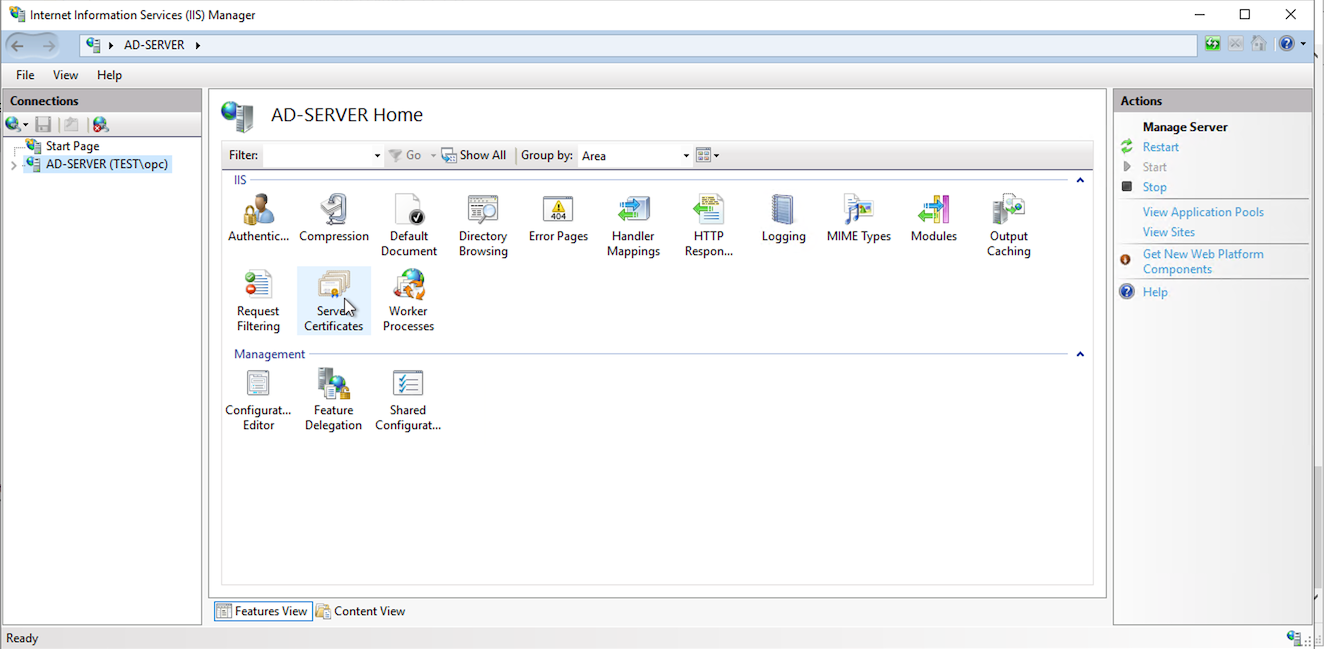 Internet Information Services (IIS) Manager
AD-SERVER
File View Help
Connections
Start Page
AD-SERVER (TEST\opc)
AD-SERVER Home
Filter: Go Show All Group by: Area
IIS
Authentic... Compression Default Document Directory Browsing Error Pages Handler Mappings HTTP Respon... Logging MIME Types Modules Output Caching
Request Filtering Server Certificates Worker Processes
Management
Configurat... Editor Feature Delegation Shared Configurat...
Features View Content View
Actions
Manage Server
Restart
Start
Stop
View Application Pools
View Sites
Get New Web Platform
Components
Help
Ready